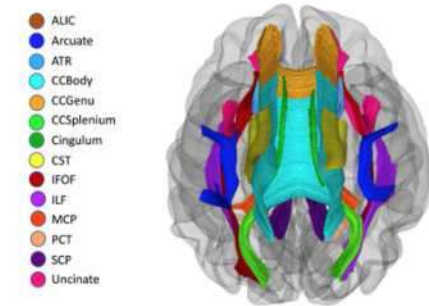 ALIC
Arcuate
ATR
CCBody
CCGenu
CCSplenium
Cingulum
CST
IFOF
ILF
MCP
PCT
SCP
Uncinate